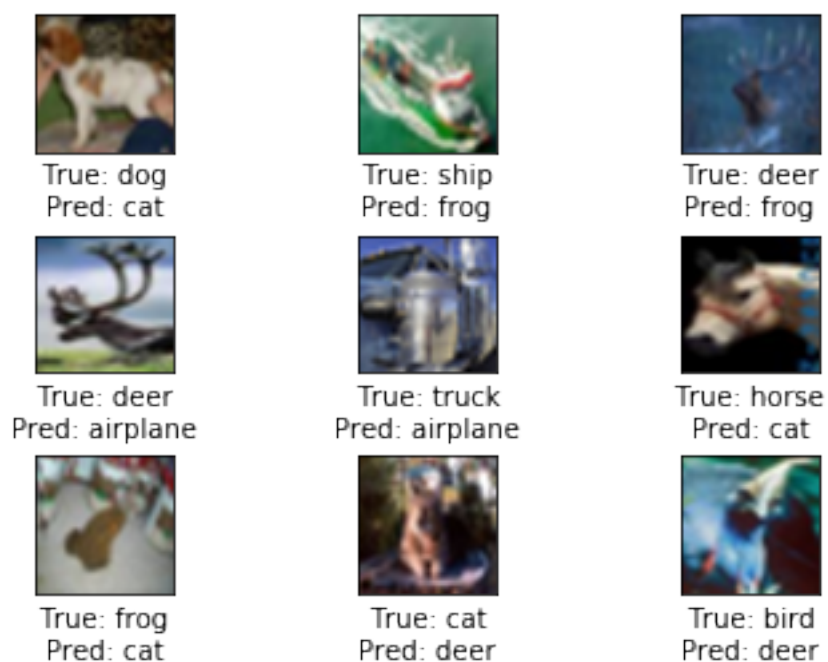 True: dog
Pred: cat
True: ship
Pred: frog
True: deer
Pred: frog
True: deer
Pred: airplane
True: truck
Pred: airplane
True: horse
Pred: cat
True: frog
Pred: cat
True: cat
Pred: deer
True: bird
Pred: deer